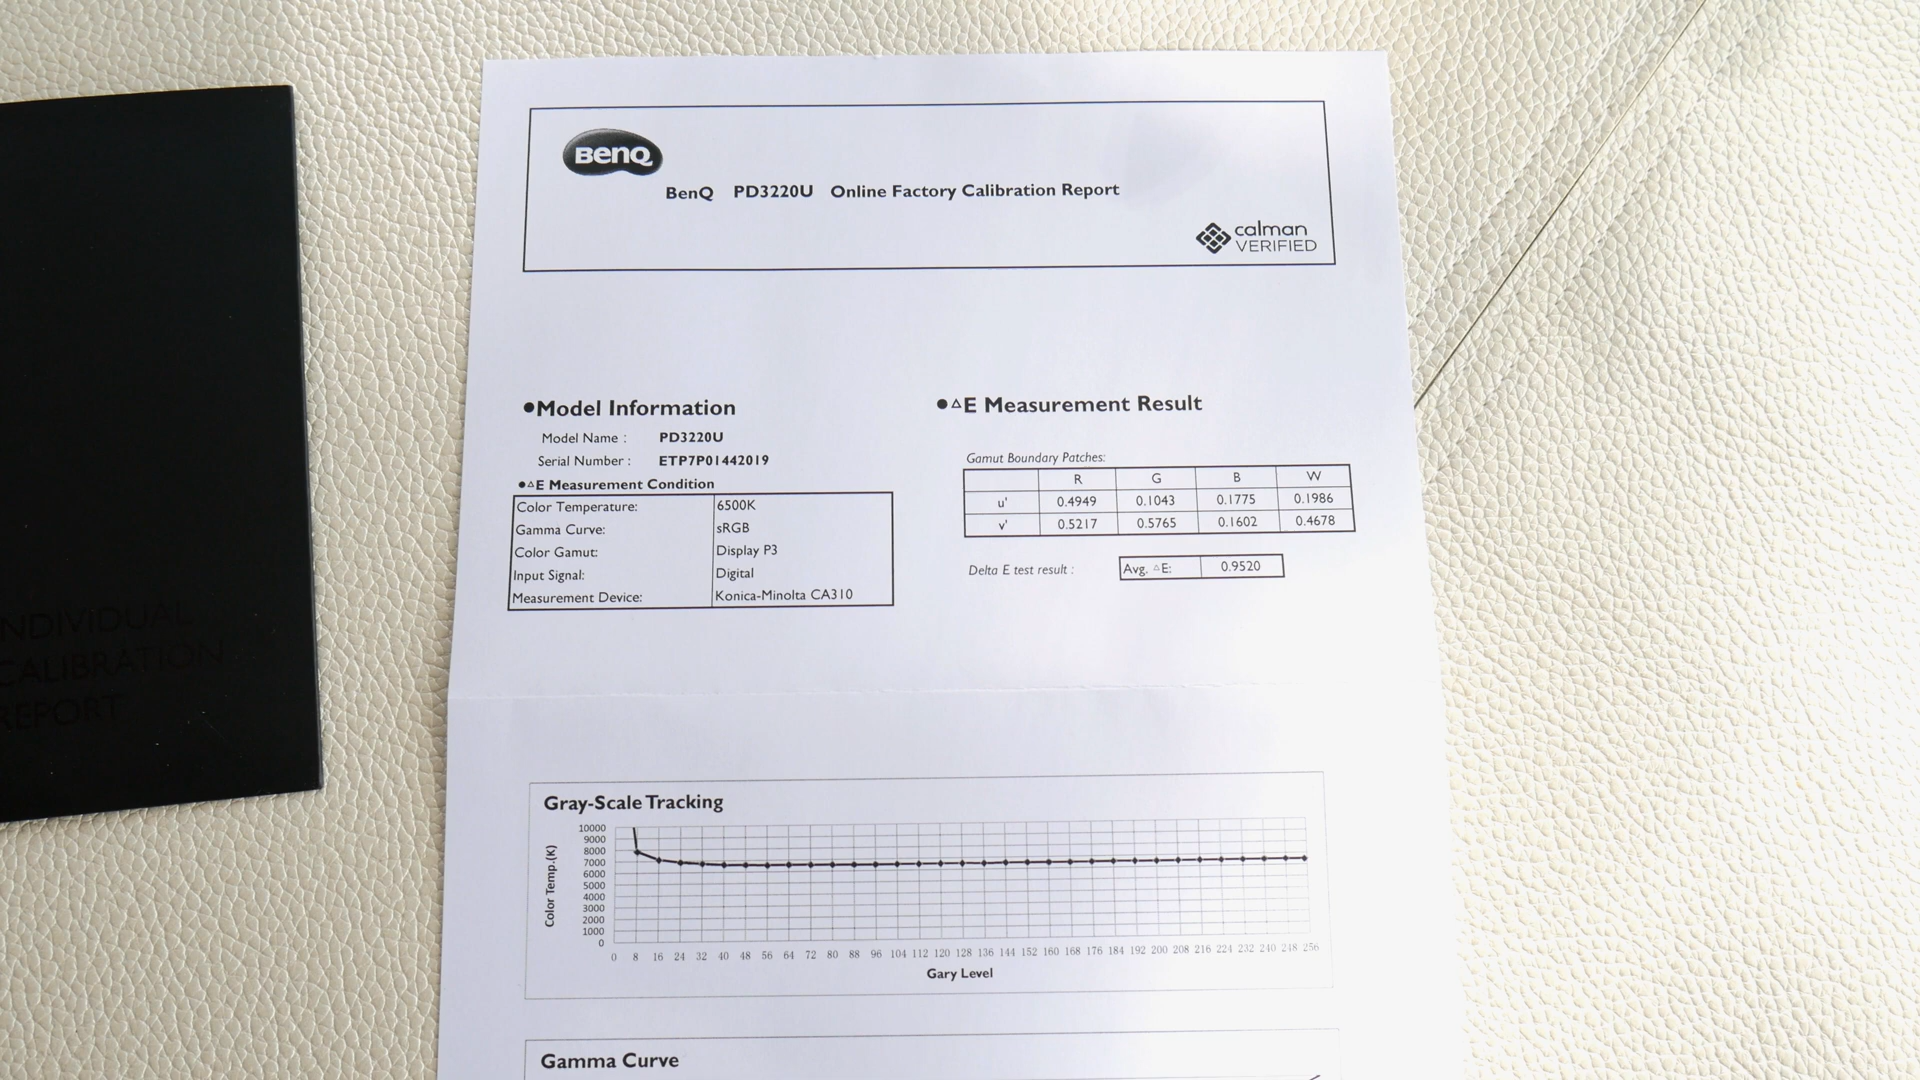 BenQ
BenQ PD3220U Online Factory Calibration Report
calman
VERIFIED
●Model Information
Model Name : PD3220U
Serial Number : ETP7P01442019
●△E Measurement Condition
Color Temperature: 6500K
Gamma Curve: sRGB
Color Gamut: Display P3
Input Signal: Digital
Measurement Device: Konica-Minolta CA310
●△E Measurement Result
Gamut Boundary Patches:
R G B W
u' 0.4949 0.1043 0.1775 0.1986
v' 0.5217 0.5765 0.1602 0.4678
Delta E test result : Avg. △E: 0.9520
INDIVIDUAL
CALIBRATION
REPORT
Gray-Scale Tracking
Color Temp.(K)
10000
9000
8000
7000
6000
5000
4000
3000
2000
1000
0
0 8 16 24 32 40 48 56 64 72 80 88 96 104 112 120 128 136 144 152 160 168 176 184 192 200 208 216 224 232 240 248 256
Gary Level
Gamma Curve